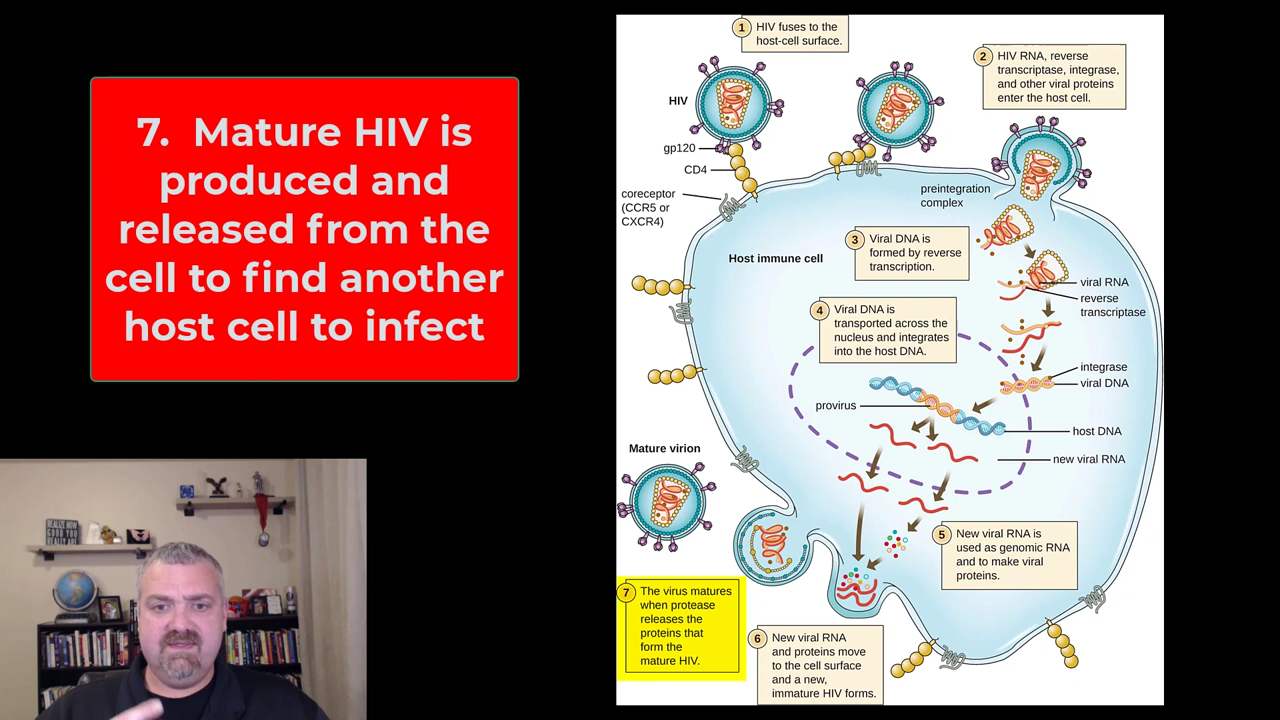 7.  Mature HIV is
produced and
released from the
cell to find another
host cell to infect
1
HIV fuses to the
host-cell surface.
2
HIV RNA, reverse
transcriptase, integrase,
and other viral proteins
enter the host cell.
HIV
gp120
CD4
coreceptor
(CCR5 or
CXCR4)
preintegration
complex
3
Viral DNA is
formed by reverse
transcription.
Host immune cell
viral RNA
reverse
transcriptase
4
Viral DNA is
transported across the
nucleus and integrates
into the host DNA.
integrase
viral DNA
provirus
host DNA
new viral RNA
Mature virion
5
New viral RNA is
used as genomic RNA
and to make viral
proteins.
7
The virus matures
when protease
releases the
proteins that
form the
mature HIV.
6
New viral RNA
and proteins move
to the cell surface
and a new,
immature HIV forms.
REALIZE HOW
GOOD YOU
REALLY ARE